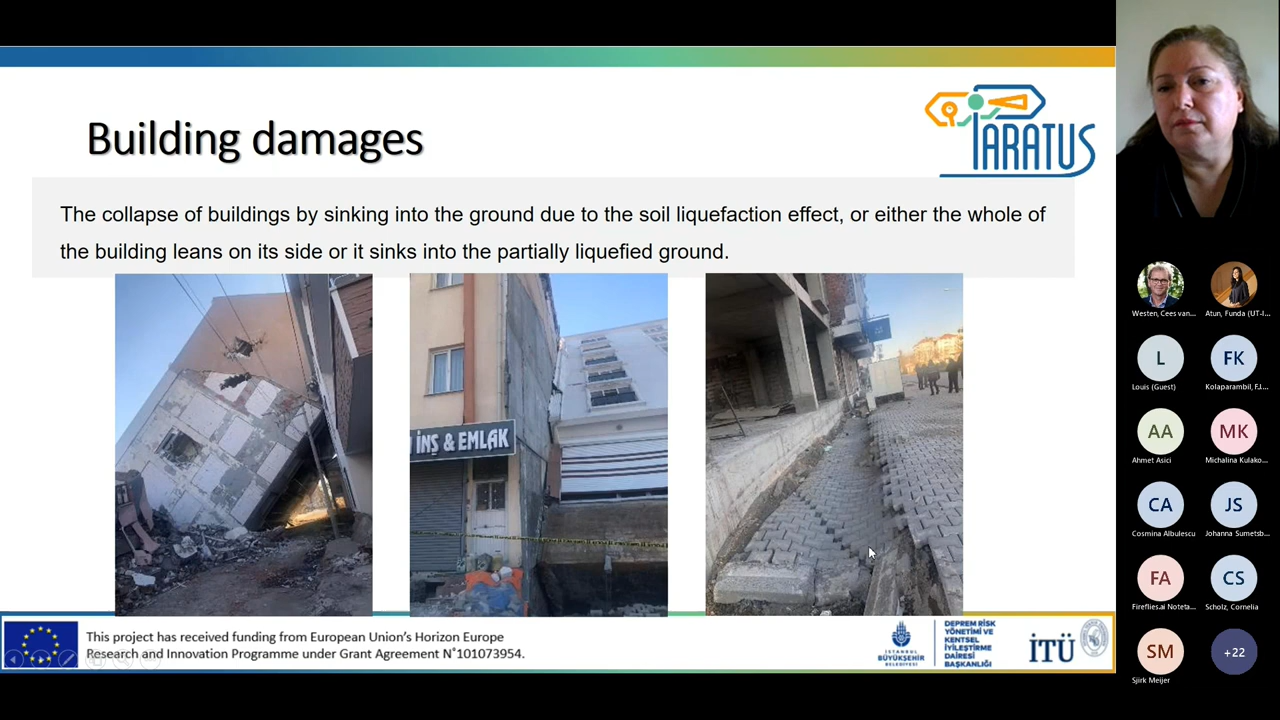 Building damages
PARATUS
The collapse of buildings by sinking into the ground due to the soil liquefaction effect, or either the whole of
the building leans on its side or it sinks into the partially liquefied ground.
İNŞ & EMLAK
This project has received funding from European Union's Horizon Europe
Research and Innovation Programme under Grant Agreement N°101073954.
İSTANBUL
BÜYÜKŞEHİR
BELEDİYESİ
DEPREM RİSK
YÖNETİMİ VE
KENTSEL
İYİLEŞTİRME
DAİRESİ
BAŞKANLIĞI
İTÜ
Westen, Cees van...
Atun, Funda (UT-I...
L
FK
Louis (Guest)
Kolaparambil, F.I...
AA
MK
Ahmet Asici
Michalina Kulako...
CA
JS
Cosmina Albulescu
Johanna Sumetsb...
FA
CS
Fireflies.ai Noteta...
Scholz, Cornelia
SM
+22
Sjirk Meijer